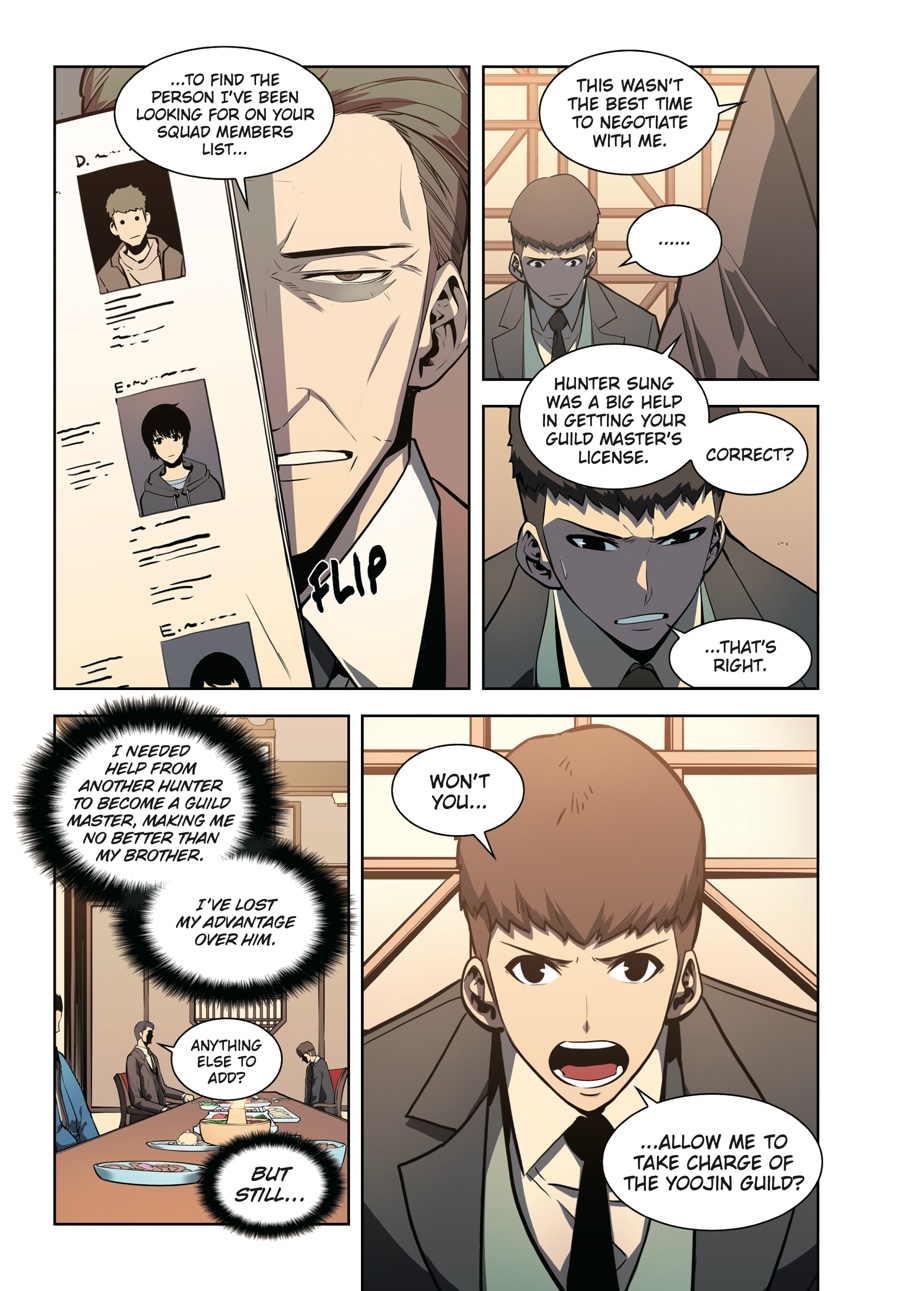 ...TO FIND THE
PERSON I'VE BEEN
LOOKING FOR ON YOUR
SQUAD MEMBERS
LIST...
D.
E.
E.
FLIP
THIS WASN'T
THE BEST TIME
TO NEGOTIATE
WITH ME.
......
HUNTER SUNG
WAS A BIG HELP
IN GETTING YOUR
GUILD MASTER'S
LICENSE.
CORRECT?
...THAT'S
RIGHT.
I NEEDED
HELP FROM
ANOTHER HUNTER
TO BECOME A GUILD
MASTER, MAKING ME
NO BETTER THAN
MY BROTHER.
I'VE LOST
MY ADVANTAGE
OVER HIM.
ANYTHING
ELSE TO
ADD?
BUT
STILL...
WON'T
YOU...
...ALLOW ME TO
TAKE CHARGE OF
THE YOOJIN GUILD?